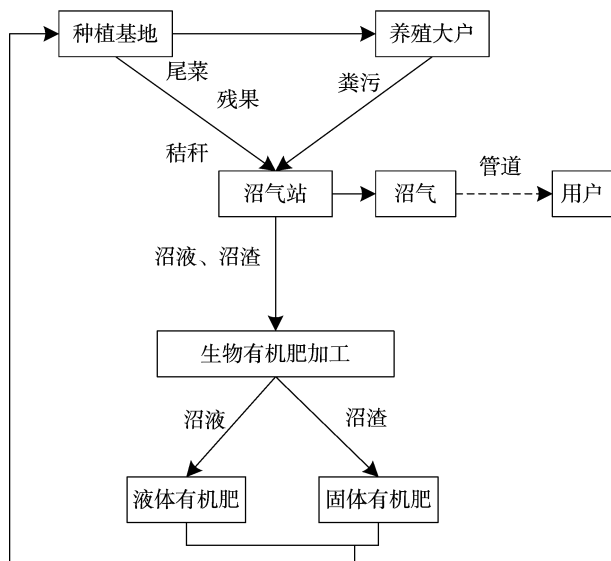 种植基地
养殖大户
尾菜
残果
粪污
秸秆
管道
沼气站
沼气
用户
沼液、沼渣
生物有机肥加工
沼液
沼渣
液体有机肥
固体有机肥